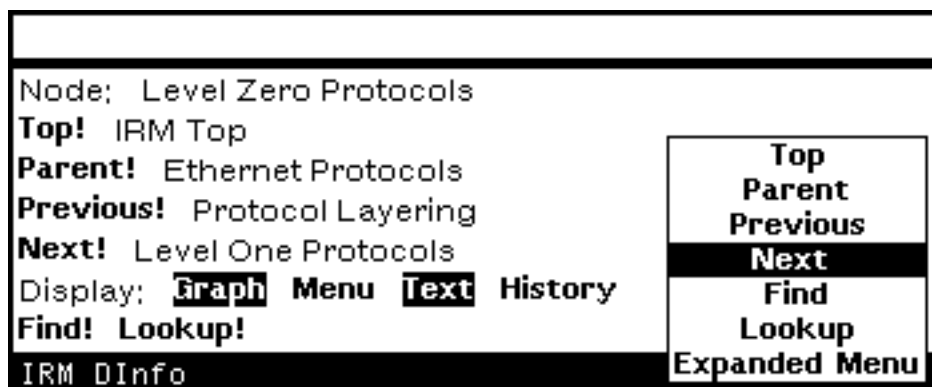 Node: Level Zero Protocols
Top! IRM Top
Parent! Ethernet Protocols
Previous! Protocol Layering
Next! Level One Protocols
Display: Graph Menu Text History
Find! Lookup!
IRM DInfo
Top
Parent
Previous
Next
Find
Lookup
Expanded Menu